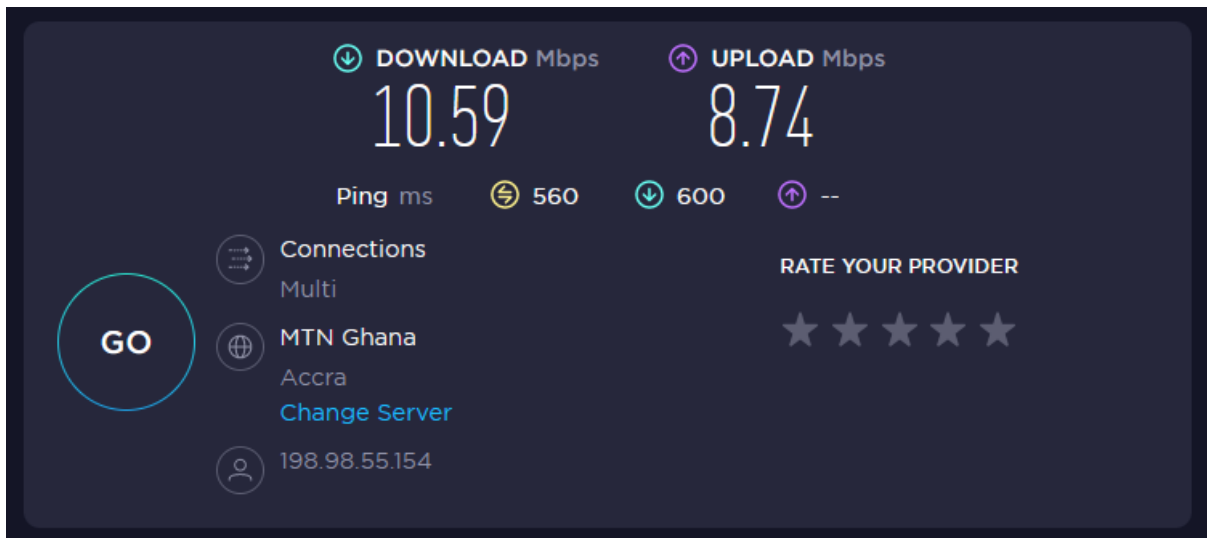 DOWNLOAD Mbps UPLOAD Mbps
10.59 8.74
Ping ms 560 600 --
Connections
Multi
RATE YOUR PROVIDER
GO
MTN Ghana
Accra
Change Server
198.98.55.154